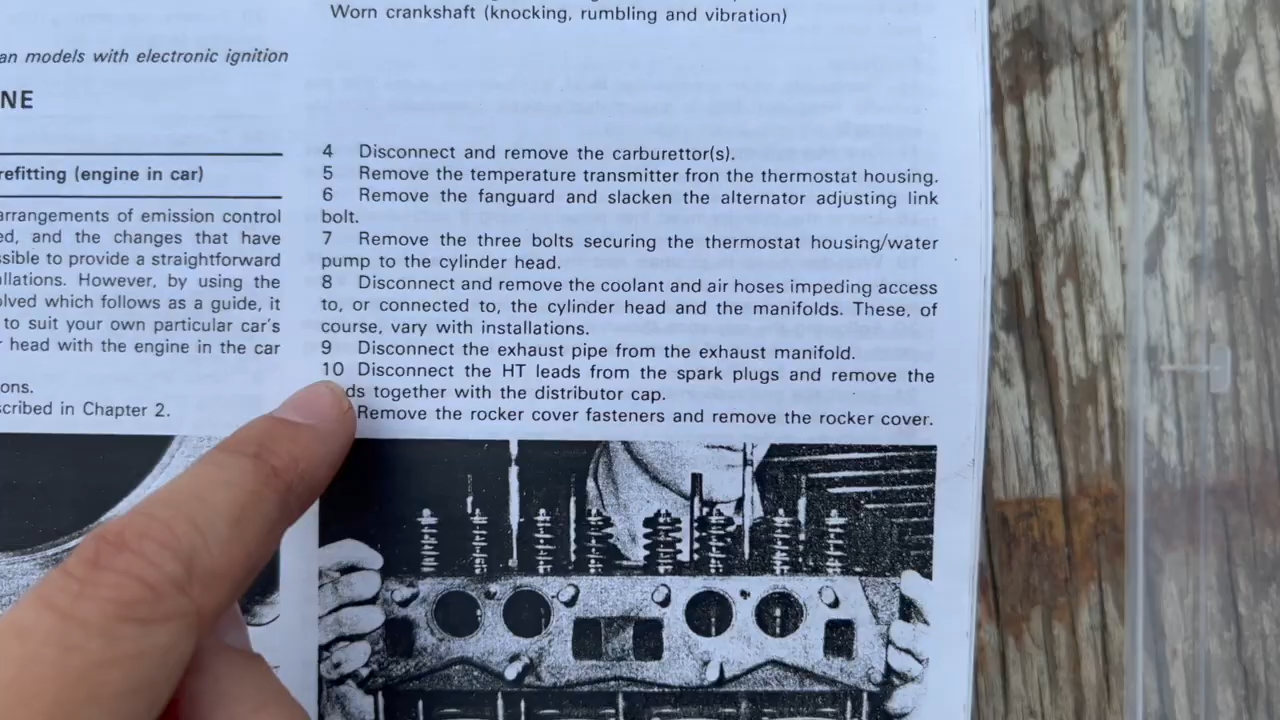 an models with electronic ignition
NE
refitting (engine in car)
arrangements of emission control
ed, and the changes that have
ssible to provide a straightforward
allations. However, by using the
olved which follows as a guide, it
to suit your own particular car's
r head with the engine in the car
ons.
scribed in Chapter 2.
Worn crankshaft (knocking, rumbling and vibration)
4 Disconnect and remove the carburettor(s).
5 Remove the temperature transmitter fron the thermostat housing.
6 Remove the fanguard and slacken the alternator adjusting link
bolt.
7 Remove the three bolts securing the thermostat housing/water
pump to the cylinder head.
8 Disconnect and remove the coolant and air hoses impeding access
to, or connected to, the cylinder head and the manifolds. These, of
course, vary with installations.
9 Disconnect the exhaust pipe from the exhaust manifold.
10 Disconnect the HT leads from the spark plugs and remove the
ds together with the distributor cap.
Remove the rocker cover fasteners and remove the rocker cover.